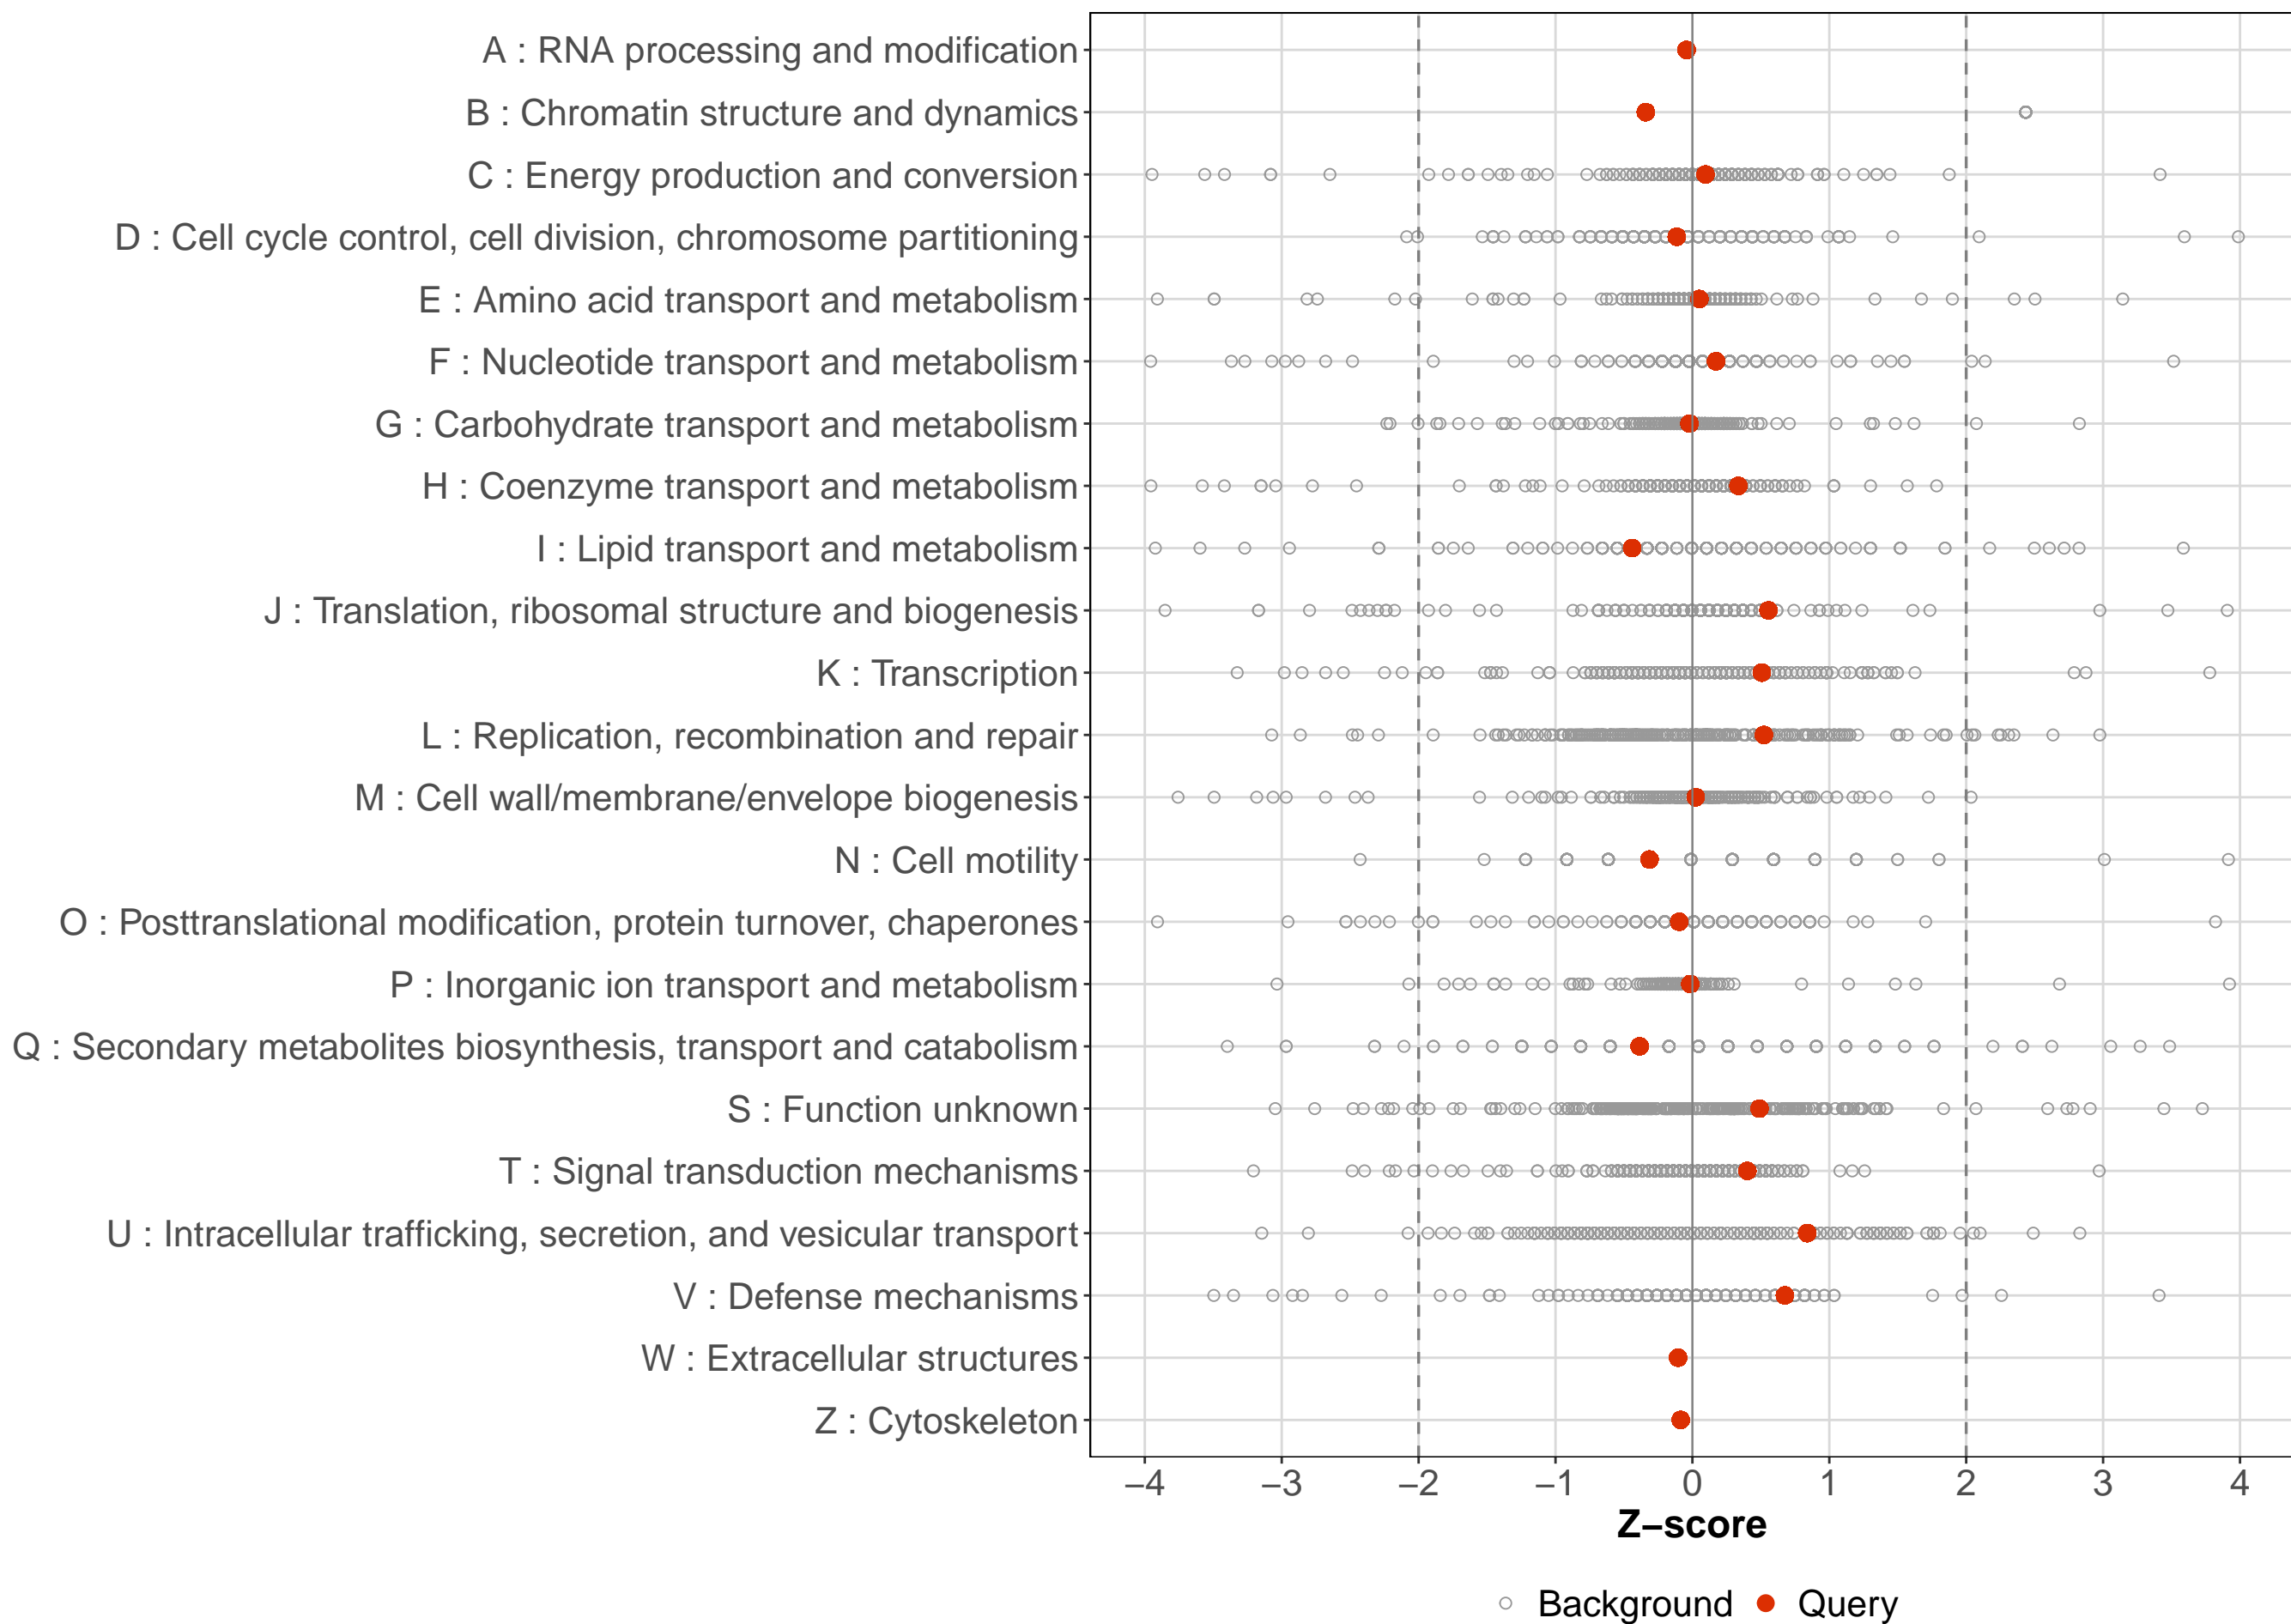 A : RNA processing and modification
B : Chromatin structure and dynamics
C : Energy production and conversion
D : Cell cycle control, cell division, chromosome partitioning
E : Amino acid transport and metabolism
F : Nucleotide transport and metabolism
G : Carbohydrate transport and metabolism
H : Coenzyme transport and metabolism
I : Lipid transport and metabolism
J : Translation, ribosomal structure and biogenesis
K : Transcription
L : Replication, recombination and repair
M : Cell wall/membrane/envelope biogenesis
N : Cell motility
O : Posttranslational modification, protein turnover, chaperones
P : Inorganic ion transport and metabolism
Q : Secondary metabolites biosynthesis, transport and catabolism
S : Function unknown
T : Signal transduction mechanisms
U : Intracellular trafficking, secretion, and vesicular transport
V : Defense mechanisms
W : Extracellular structures
Z : Cytoskeleton
−4 −3 −2 −1 0 1 2 3 4
Z−score
Background Query